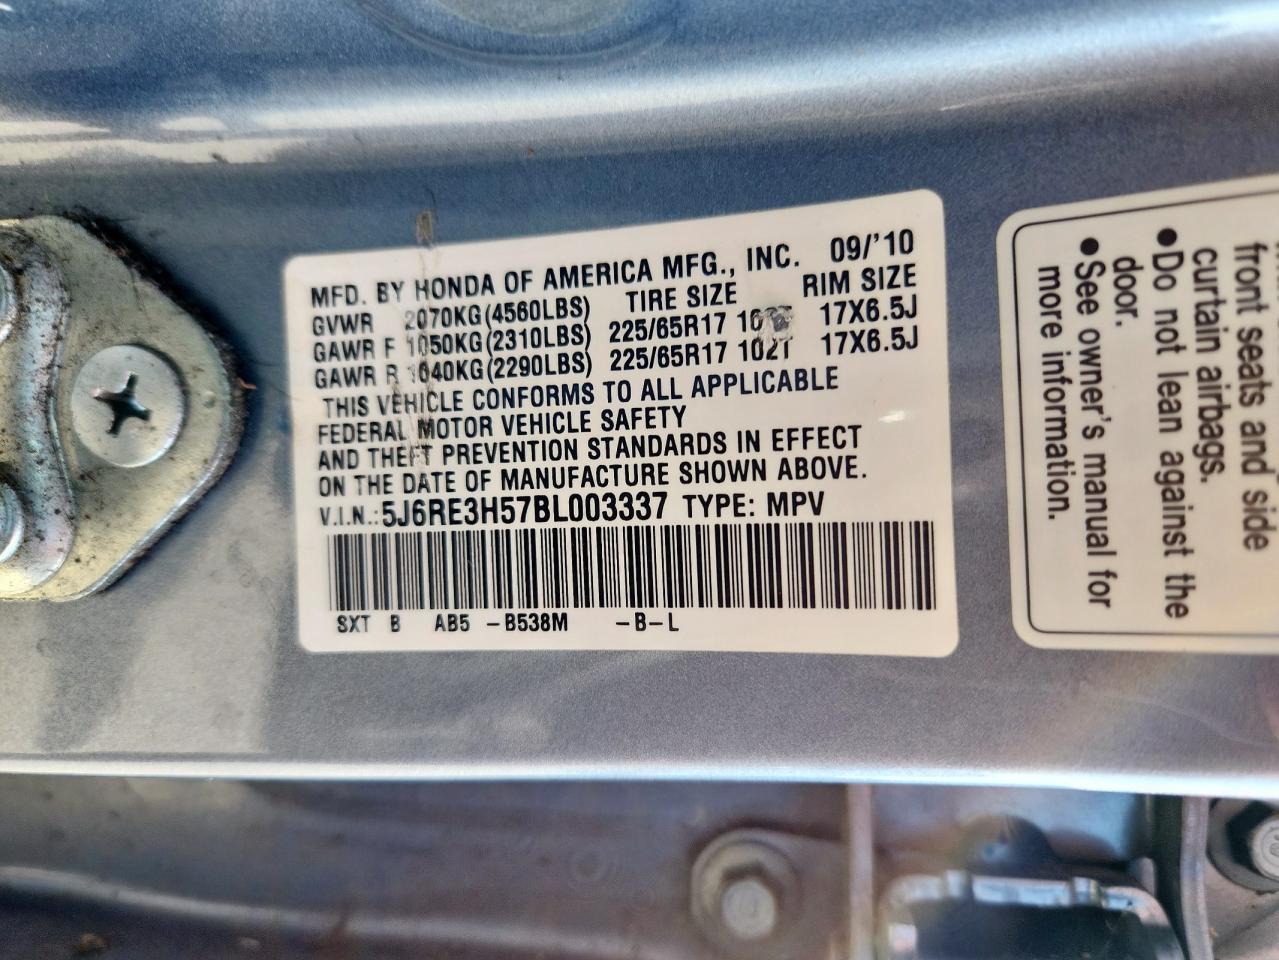 MFD. BY HONDA OF AMERICA MFG., INC. 09/'10
GVWR 2070KG(4560LBS) TIRE SIZE RIM SIZE
GAWR F 1050KG(2310LBS) 225/65R17 17X6.5J
GAWR R 1040KG(2290LBS) 225/65R17 102T 17X6.5J
THIS VEHICLE CONFORMS TO ALL APPLICABLE
FEDERAL MOTOR VEHICLE SAFETY
AND THEFT PREVENTION STANDARDS IN EFFECT
ON THE DATE OF MANUFACTURE SHOWN ABOVE.
V.I.N.:5J6RE3H57BL003337 TYPE: MPV
SXT B AB5 -B538M -B-L
front seats and side
curtain airbags.
●Do not lean against the
door.
●See owner's manual for
more information.